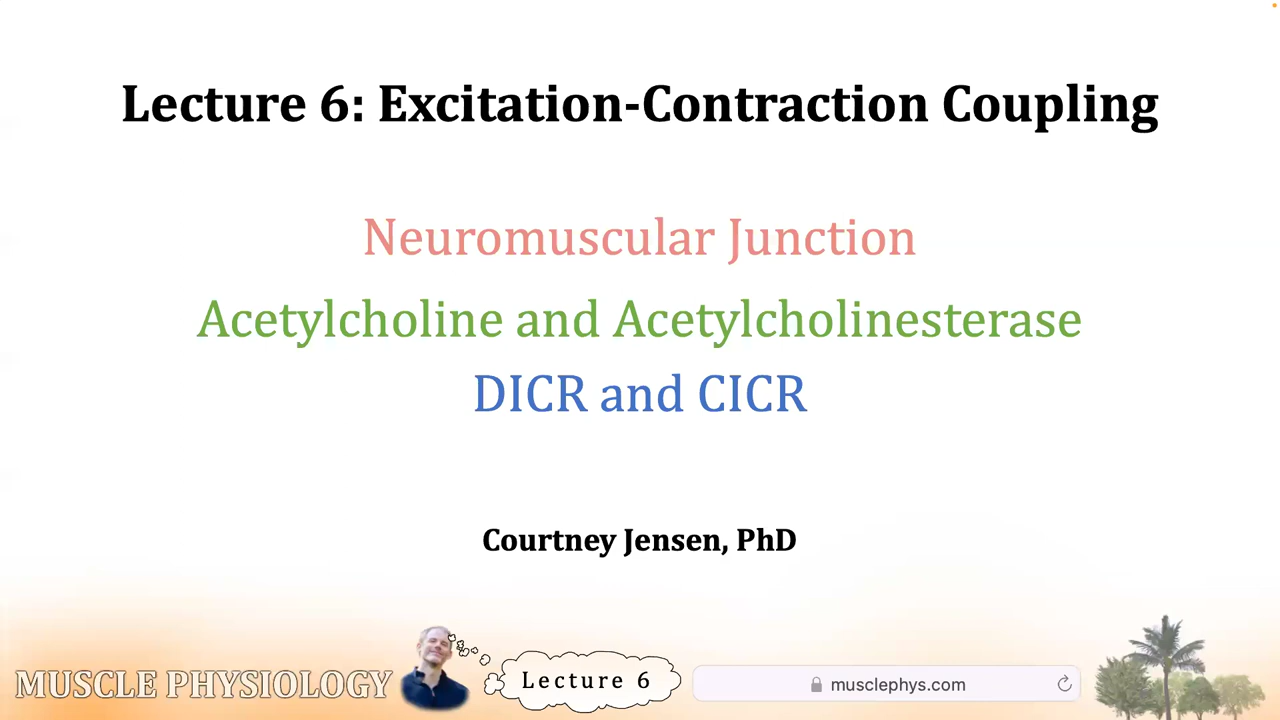 Lecture 6: Excitation-Contraction Coupling
Neuromuscular Junction
Acetylcholine and Acetylcholinesterase
DICR and CICR
Courtney Jensen, PhD
MUSCLE PHYSIOLOGY
Lecture 6
musclephys.com